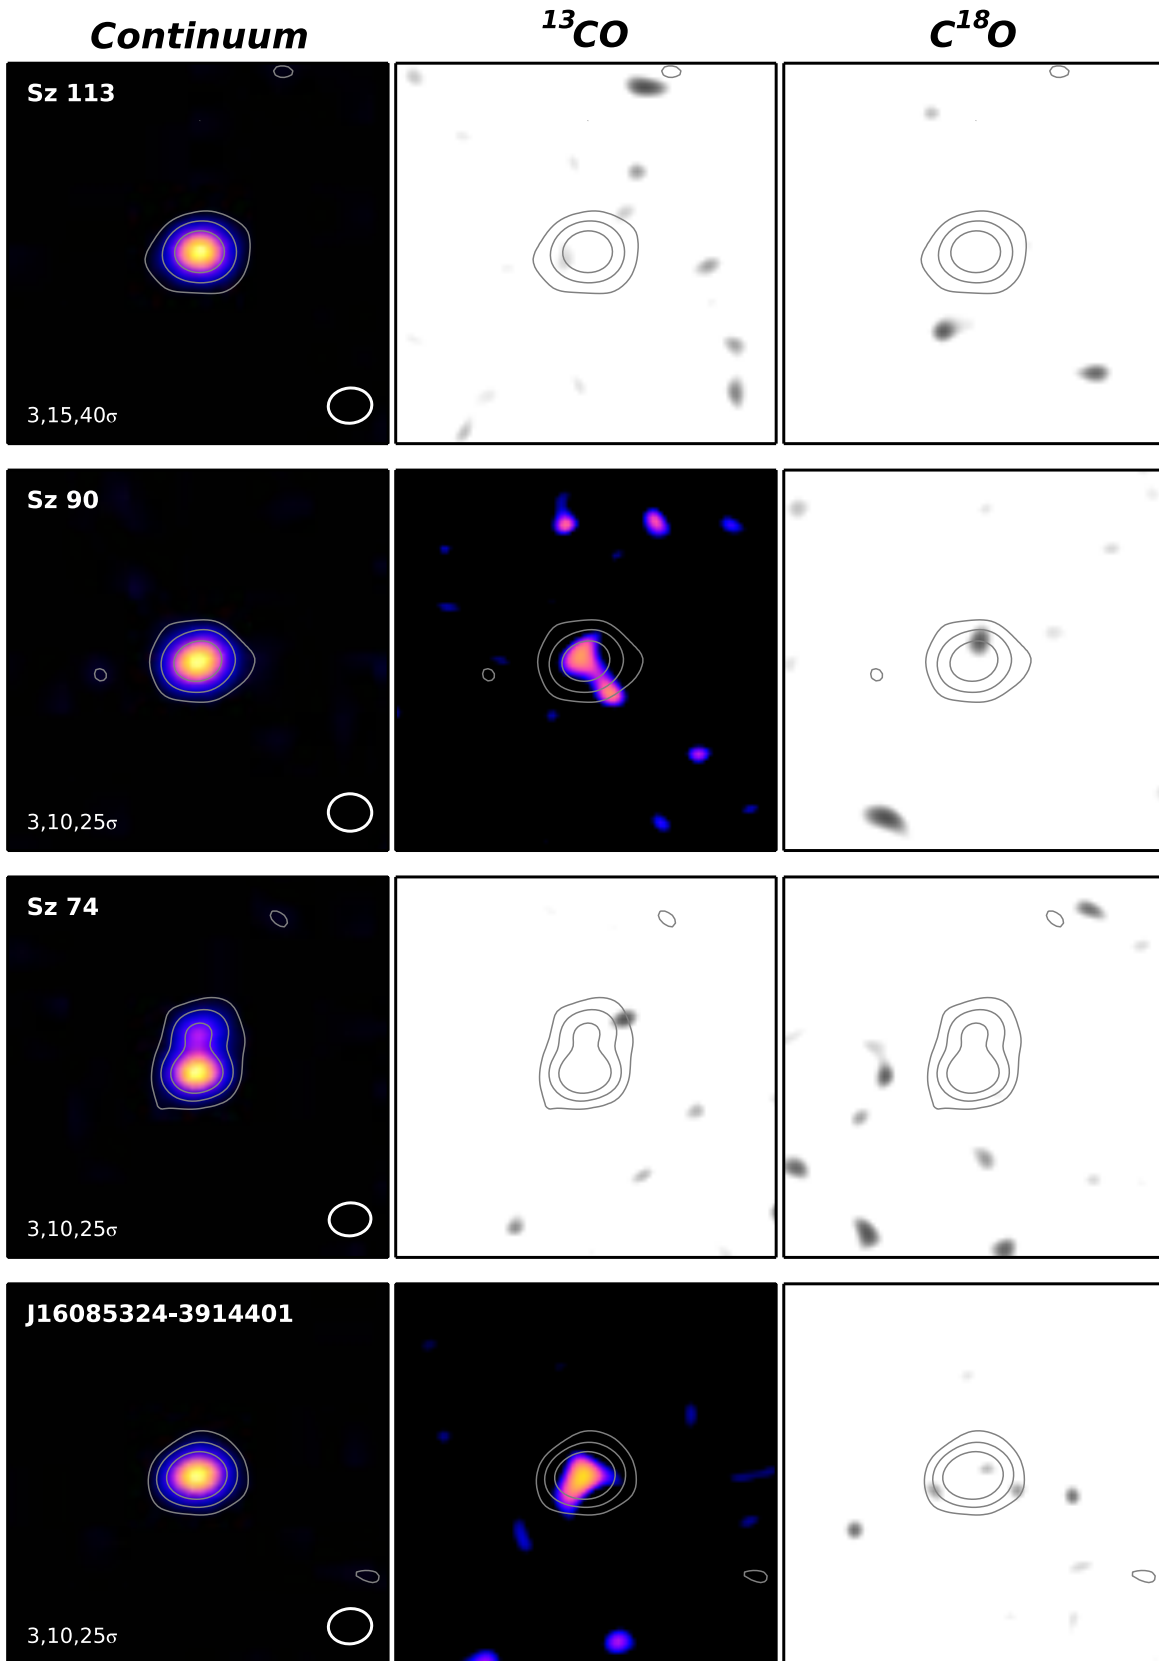 Continuum ¹³CO C¹⁸O
Sz 113
3,15,40σ
Sz 90
3,10,25σ
Sz 74
3,10,25σ
J16085324-3914401
3,10,25σ